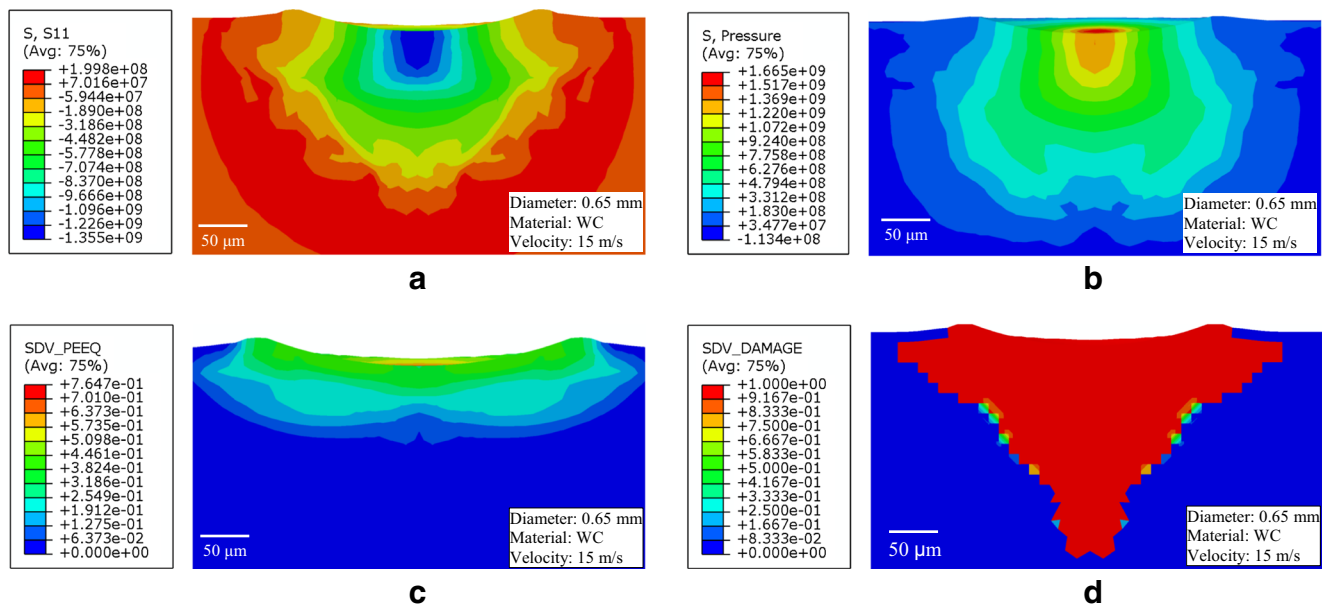 S, S11
(Avg: 75%)
+1.998e+08
+7.016e+07
-5.944e+07
-1.890e+08
-3.186e+08
-4.482e+08
-5.778e+08
-7.074e+08
-8.370e+08
-9.666e+08
-1.096e+09
-1.226e+09
-1.355e+09
50 μm
Diameter: 0.65 mm
Material: WC
Velocity: 15 m/s
a
S, Pressure
(Avg: 75%)
+1.665e+09
+1.517e+09
+1.369e+09
+1.220e+09
+1.072e+09
+9.240e+08
+7.758e+08
+6.276e+08
+4.794e+08
+3.312e+08
+1.830e+08
+3.477e+07
-1.134e+08
50 μm
Diameter: 0.65 mm
Material: WC
Velocity: 15 m/s
b
SDV_PEEQ
(Avg: 75%)
+7.647e-01
+7.010e-01
+6.373e-01
+5.735e-01
+5.098e-01
+4.461e-01
+3.824e-01
+3.186e-01
+2.549e-01
+1.912e-01
+1.275e-01
+6.373e-02
+0.000e+00
50 μm
Diameter: 0.65 mm
Material: WC
Velocity: 15 m/s
c
SDV_DAMAGE
(Avg: 75%)
+1.000e+00
+9.167e-01
+8.333e-01
+7.500e-01
+6.667e-01
+5.833e-01
+5.000e-01
+4.167e-01
+3.333e-01
+2.500e-01
+1.667e-01
+8.333e-02
+0.000e+00
50 μm
Diameter: 0.65 mm
Material: WC
Velocity: 15 m/s
d